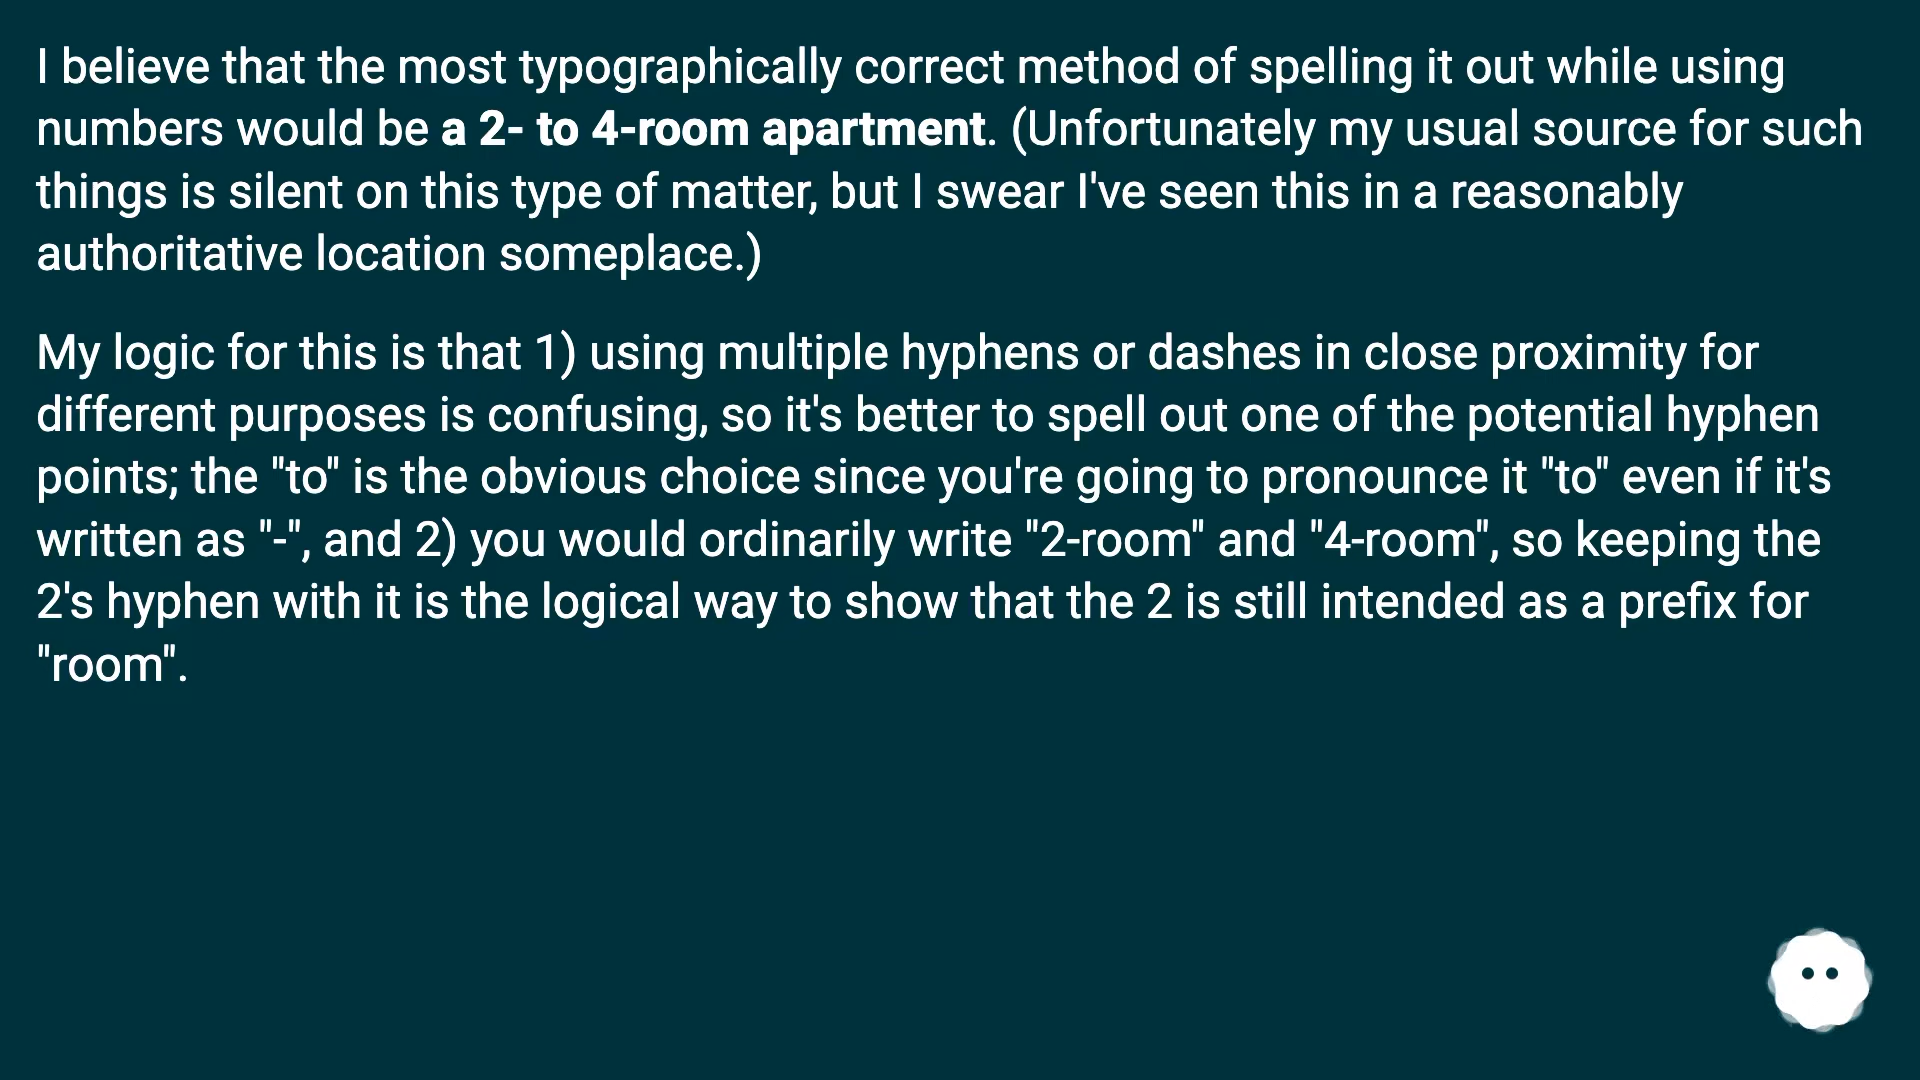 I believe that the most typographically correct method of spelling it out while using
numbers would be a 2- to 4-room apartment. (Unfortunately my usual source for such
things is silent on this type of matter, but I swear I've seen this in a reasonably
authoritative location someplace.)
My logic for this is that 1) using multiple hyphens or dashes in close proximity for
different purposes is confusing, so it's better to spell out one of the potential hyphen
points; the "to" is the obvious choice since you're going to pronounce it "to" even if it's
written as "-", and 2) you would ordinarily write "2-room" and "4-room", so keeping the
2's hyphen with it is the logical way to show that the 2 is still intended as a prefix for
"room".